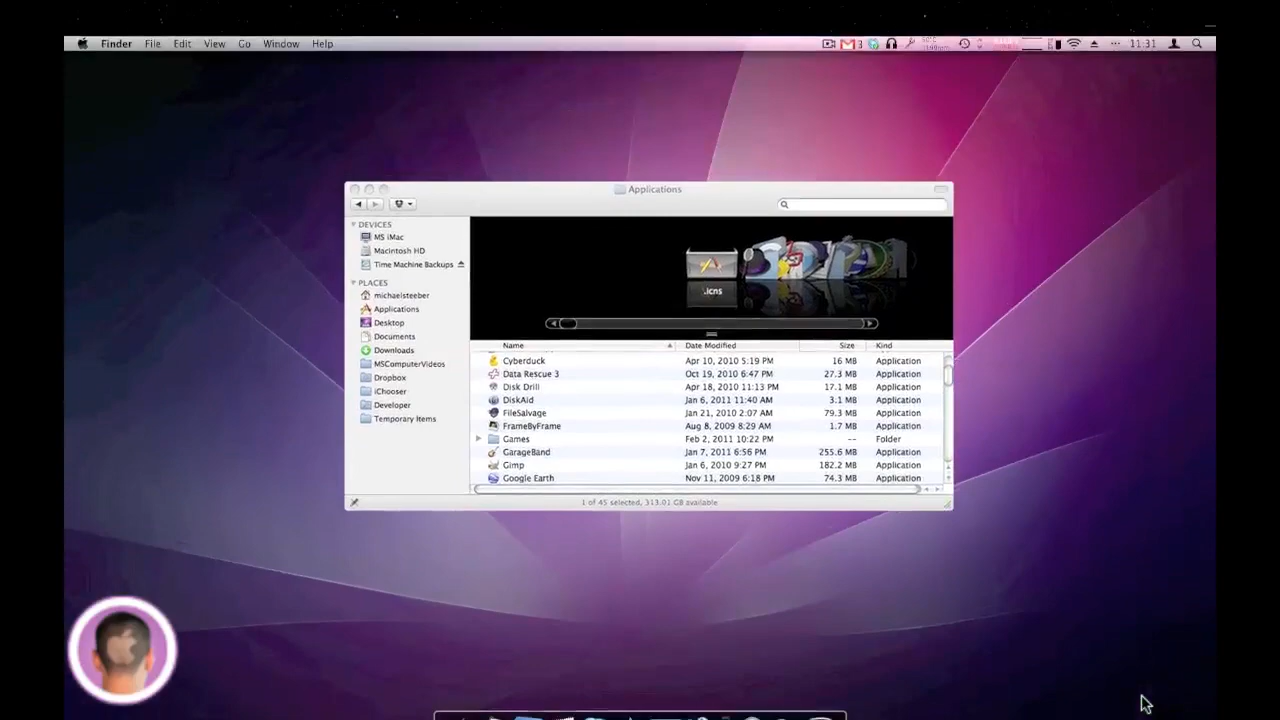 Finder File Edit View Go Window Help 3 11:31
Applications
DEVICES
MS iMac
Macintosh HD
Time Machine Backups
PLACES
michaelsteeber
Applications
Desktop
Documents
Downloads
MSComputerVideos
Dropbox
iChooser
Developer
Temporary Items
.icns
Name Date Modified Size Kind
Cyberduck Apr 10, 2010 5:19 PM 16 MB Application
Data Rescue 3 Oct 19, 2010 6:47 PM 27.3 MB Application
Disk Drill Apr 18, 2010 11:13 PM 17.1 MB Application
DiskAid Jan 6, 2011 11:40 AM 3.1 MB Application
FileSalvage Jan 21, 2010 2:07 AM 79.3 MB Application
FrameByFrame Aug 8, 2009 8:29 AM 1.7 MB Application
Games Feb 2, 2011 10:22 PM -- Folder
GarageBand Jan 7, 2011 6:56 PM 255.6 MB Application
Gimp Jan 6, 2010 9:27 PM 182.2 MB Application
Google Earth Nov 11, 2009 6:18 PM 74.3 MB Application
1 of 45 selected, 313.01 GB available